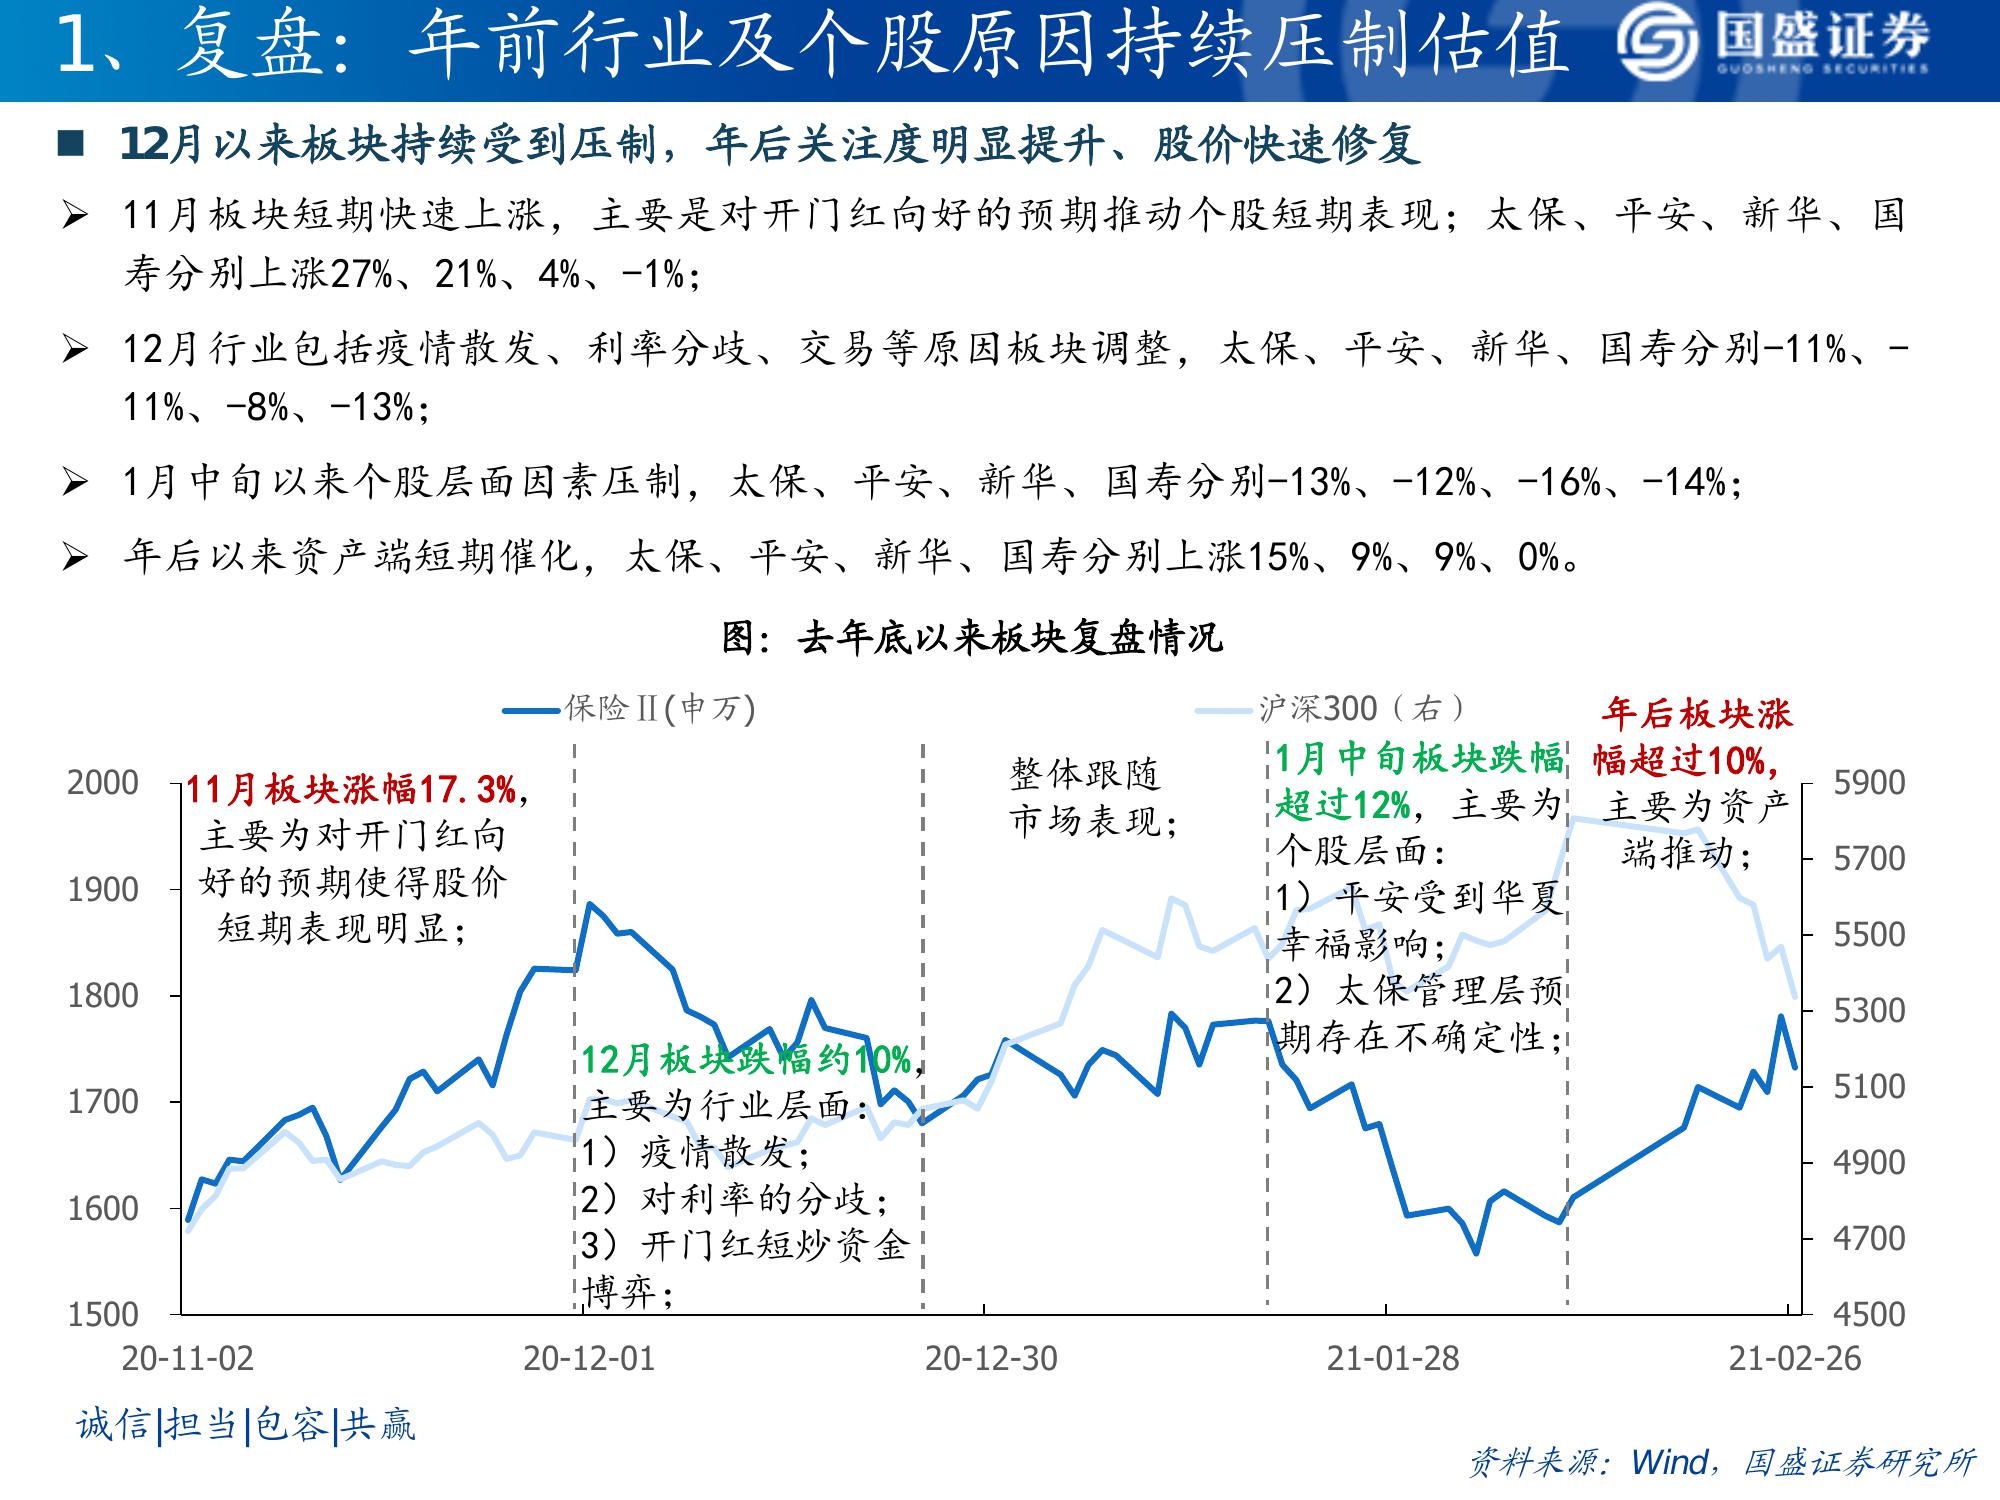 1、复盘：年前行业及个股原因持续压制估值
国盛证券
GUOSHENG SECURITIES
■ 12月以来板块持续受到压制，年后关注度明显提升、股价快速修复
➢ 11月板块短期快速上涨，主要是对开门红向好的预期推动个股短期表现；太保、平安、新华、国
寿分别上涨27%、21%、4%、-1%；
➢ 12月行业包括疫情散发、利率分歧、交易等原因板块调整，太保、平安、新华、国寿分别-11%、-
11%、-8%、-13%；
➢ 1月中旬以来个股层面因素压制，太保、平安、新华、国寿分别-13%、-12%、-16%、-14%；
➢ 年后以来资产端短期催化，太保、平安、新华、国寿分别上涨15%、9%、9%、0%。
图：去年底以来板块复盘情况
保险Ⅱ(申万)
沪深300（右）
2000
1900
1800
1700
1600
1500
11月板块涨幅17.3%，
主要为对开门红向
好的预期使得股价
短期表现明显；
12月板块跌幅约10%，
主要为行业层面：
1）疫情散发；
2）对利率的分歧；
3）开门红短炒资金
博弈；
整体跟随
市场表现；
1月中旬板块跌幅
超过12%，主要为
个股层面：
1）平安受到华夏
幸福影响；
2）太保管理层预
期存在不确定性；
年后板块涨
幅超过10%，
主要为资产
端推动；
5900
5700
5500
5300
5100
4900
4700
4500
20-11-02
20-12-01
20-12-30
21-01-28
21-02-26
诚信|担当|包容|共赢
资料来源：Wind，国盛证券研究所